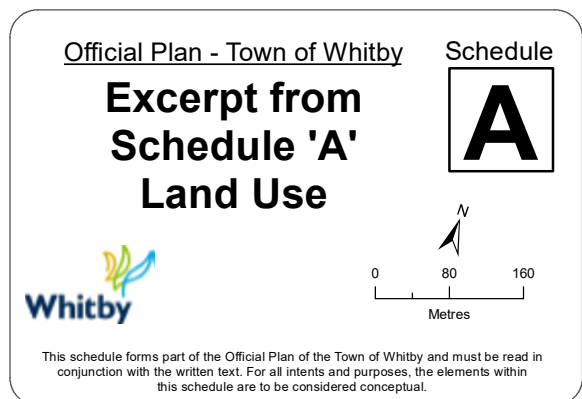 Official Plan - Town of Whitby
Schedule
Excerpt from
Schedule 'A'
Land Use
A
N
0 80 160
Metres
Whitby
This schedule forms part of the Official Plan of the Town of Whitby and must be read in
conjunction with the written text. For all intents and purposes, the elements within
this schedule are to be considered conceptual.